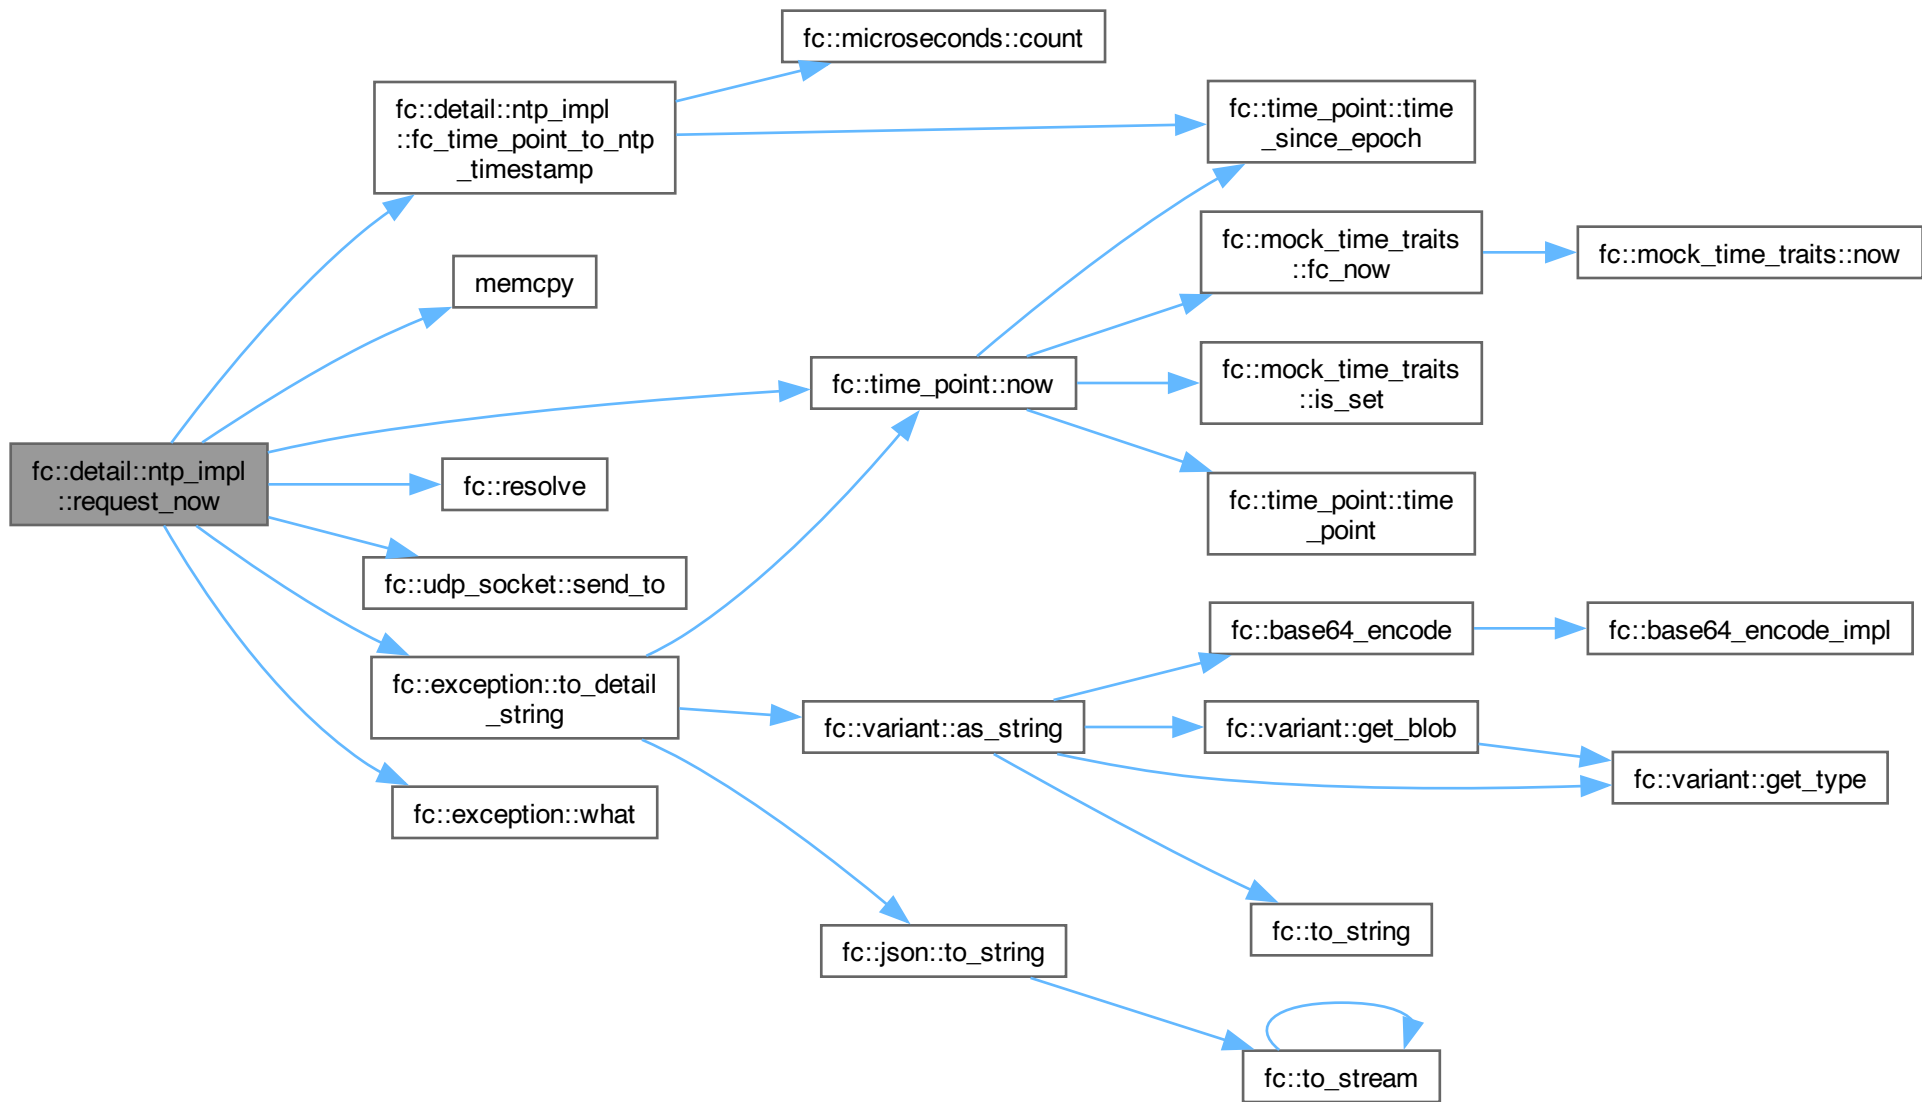 fc::detail::ntp_impl
::request_now
fc::detail::ntp_impl
::fc_time_point_to_ntp
_timestamp
memcpy
fc::time_point::now
fc::resolve
fc::udp_socket::send_to
fc::exception::to_detail
_string
fc::exception::what
fc::microseconds::count
fc::time_point::time
_since_epoch
fc::mock_time_traits
::fc_now
fc::mock_time_traits::now
fc::mock_time_traits
::is_set
fc::time_point::time
_point
fc::variant::as_string
fc::base64_encode
fc::base64_encode_impl
fc::variant::get_blob
fc::variant::get_type
fc::to_string
fc::json::to_string
fc::to_stream